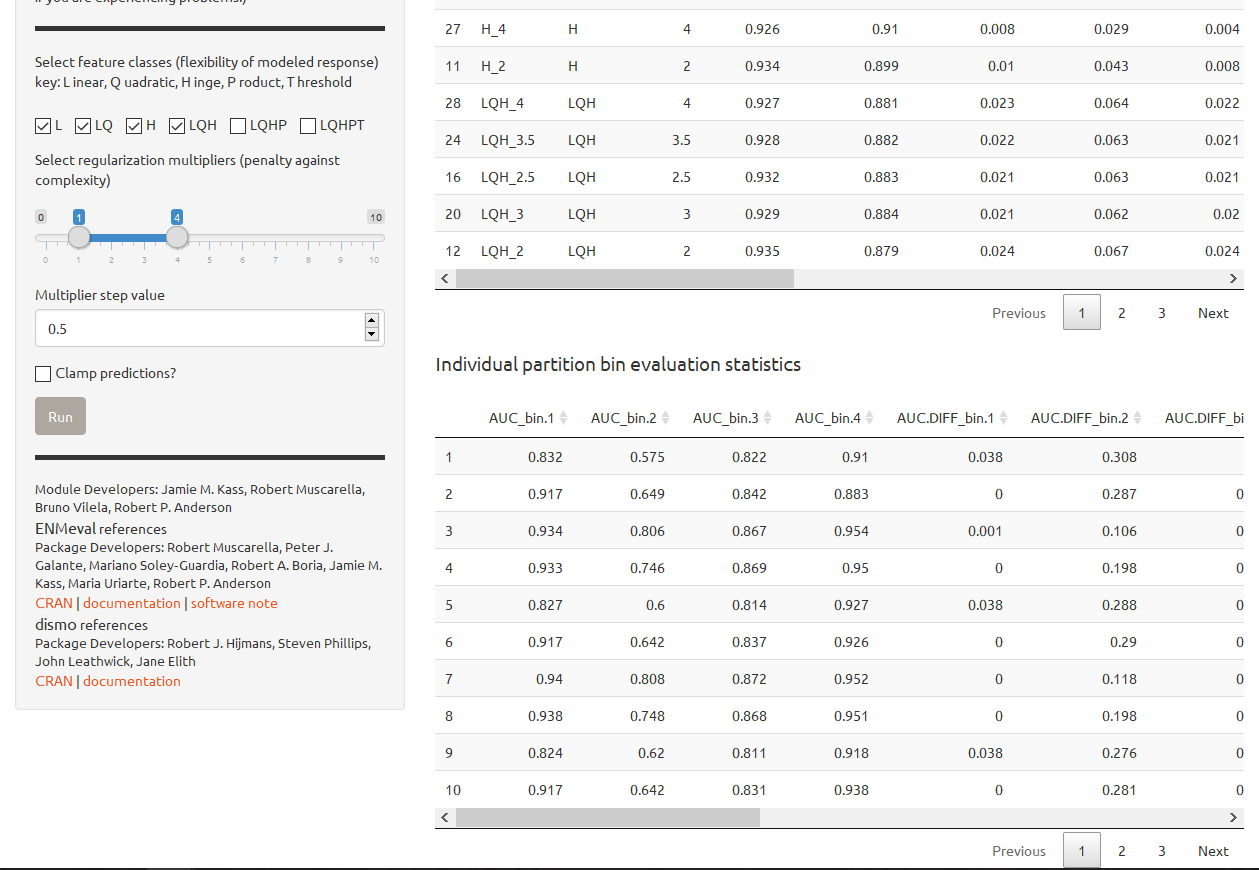 27 H_4 H 4 0.926 0.91 0.008 0.029 0.004
11 H_2 H 2 0.934 0.899 0.01 0.043 0.008
28 LQH_4 LQH 4 0.927 0.881 0.023 0.064 0.022
24 LQH_3.5 LQH 3.5 0.928 0.882 0.022 0.063 0.021
16 LQH_2.5 LQH 2.5 0.932 0.883 0.021 0.063 0.021
20 LQH_3 LQH 3 0.929 0.884 0.021 0.062 0.02
12 LQH_2 LQH 2 0.935 0.879 0.024 0.067 0.024
Previous 1 2 3 Next
Select feature classes (flexibility of modeled response)
key: L inear, Q uadratic, H inge, P roduct, T hreshold
L LQ H LQH LQHP LQHPT
Select regularization multipliers (penalty against
complexity)
0 1 4 10
0 1 2 3 4 5 6 7 8 9 10
Multiplier step value
0.5
Clamp predictions?
Run
Module Developers: Jamie M. Kass, Robert Muscarella,
Bruno Vilela, Robert P. Anderson
ENMeval references
Package Developers: Robert Muscarella, Peter J.
Galante, Mariano Soley-Guardia, Robert A. Boria, Jamie M.
Kass, Maria Uriarte, Robert P. Anderson
CRAN | documentation | software note
dismo references
Package Developers: Robert J. Hijmans, Steven Phillips,
John Leathwick, Jane Elith
CRAN | documentation
Individual partition bin evaluation statistics
AUC_bin.1 AUC_bin.2 AUC_bin.3 AUC_bin.4 AUC.DIFF_bin.1 AUC.DIFF_bin.2 AUC.DIFF_bi
1 0.832 0.575 0.822 0.91 0.038 0.308
2 0.917 0.649 0.842 0.883 0 0.287 0
3 0.934 0.806 0.867 0.954 0.001 0.106 0
4 0.933 0.746 0.869 0.95 0 0.198 0
5 0.827 0.6 0.814 0.927 0.038 0.288 0
6 0.917 0.642 0.837 0.926 0 0.29 0
7 0.94 0.808 0.872 0.952 0 0.118 0
8 0.938 0.748 0.868 0.951 0 0.198 0
9 0.824 0.62 0.811 0.918 0.038 0.276 0
10 0.917 0.642 0.831 0.938 0 0.281 0
Previous 1 2 3 Next